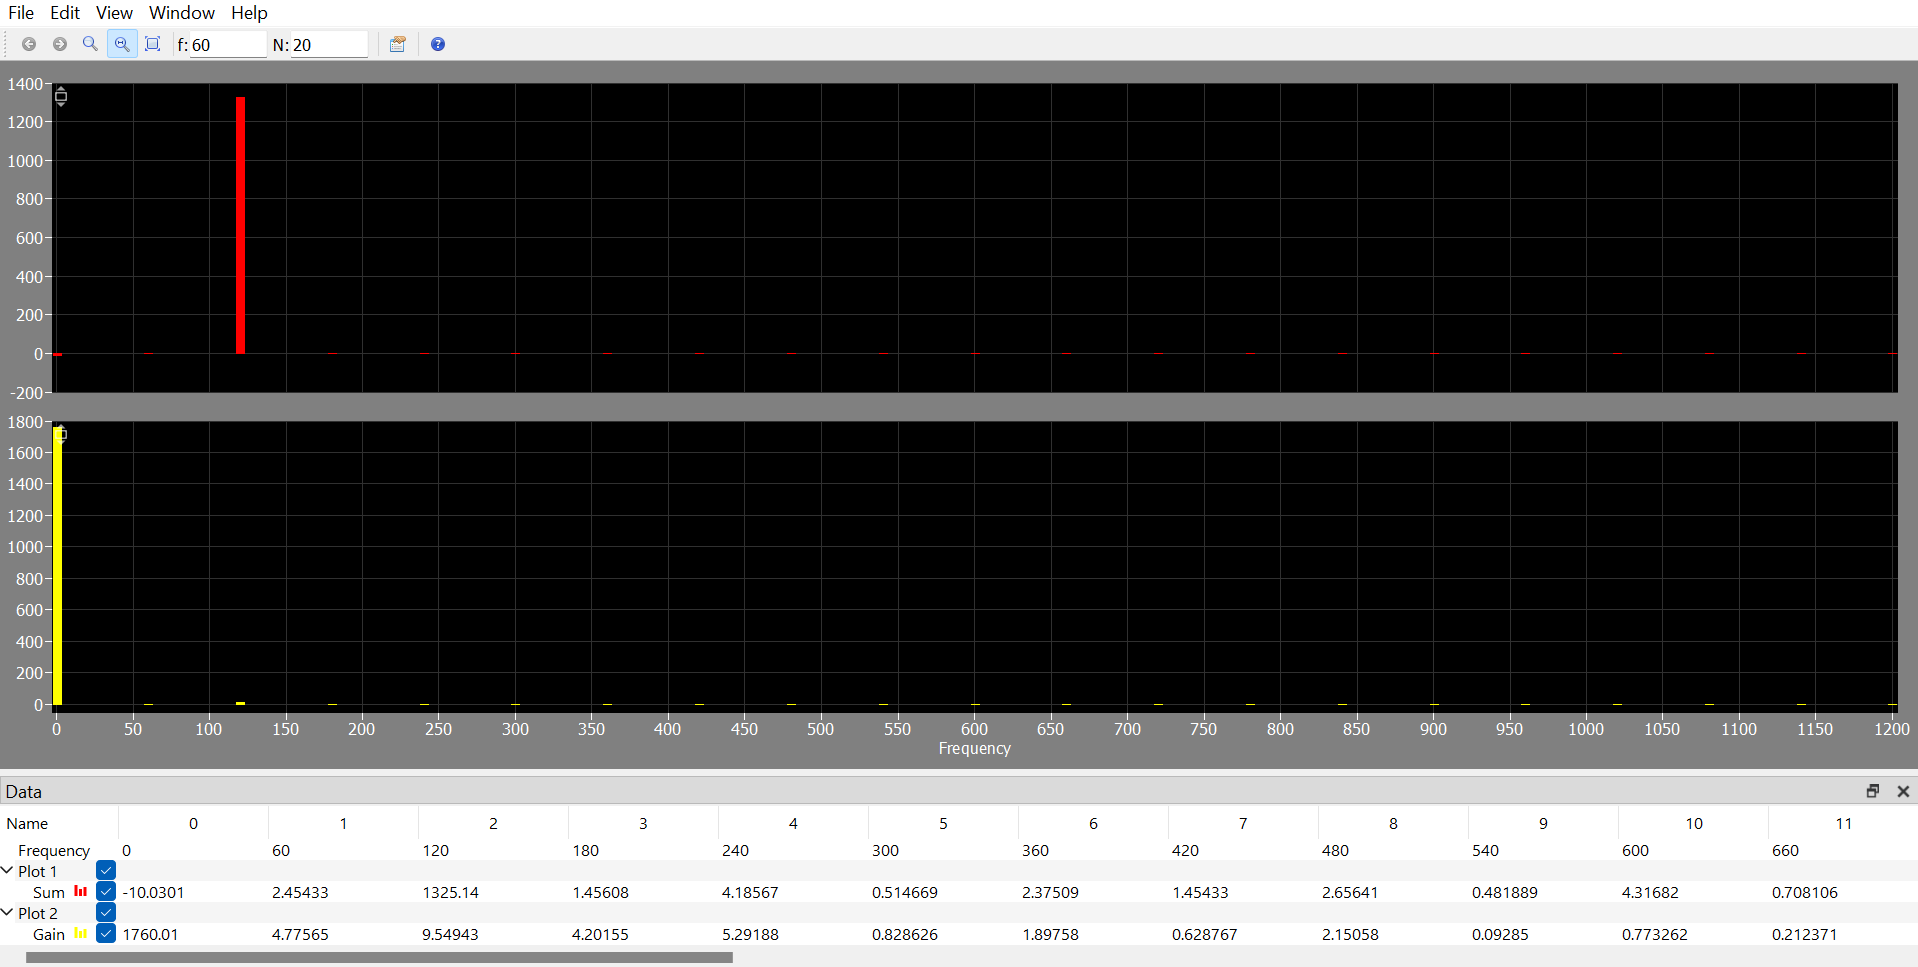 File Edit View Window Help
f: 60 N: 20
1400
1200
1000
800
600
400
200
0
-200
1800
1600
1400
1200
1000
800
600
400
200
0
0 50 100 150 200 250 300 350 400 450 500 550 600 650 700 750 800 850 900 950 1000 1050 1100 1150 1200
Frequency
Data
Name 0 1 2 3 4 5 6 7 8 9 10 11
Frequency 0 60 120 180 240 300 360 420 480 540 600 660
Plot 1
Sum -10.0301 2.45433 1325.14 1.45608 4.18567 0.514669 2.37509 1.45433 2.65641 0.481889 4.31682 0.708106
Plot 2
Gain 1760.01 4.77565 9.54943 4.20155 5.29188 0.828626 1.89758 0.628767 2.15058 0.09285 0.773262 0.212371